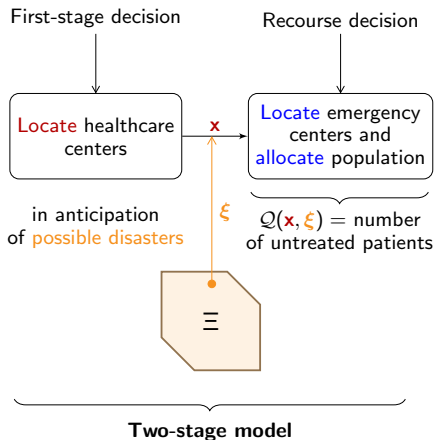 First-stage decision
Recourse decision
Locate healthcare
centers
x
Locate emergency
centers and
allocate population
in anticipation
of possible disasters
ξ
Q(x, ξ) = number
of untreated patients
Ξ
Two-stage model